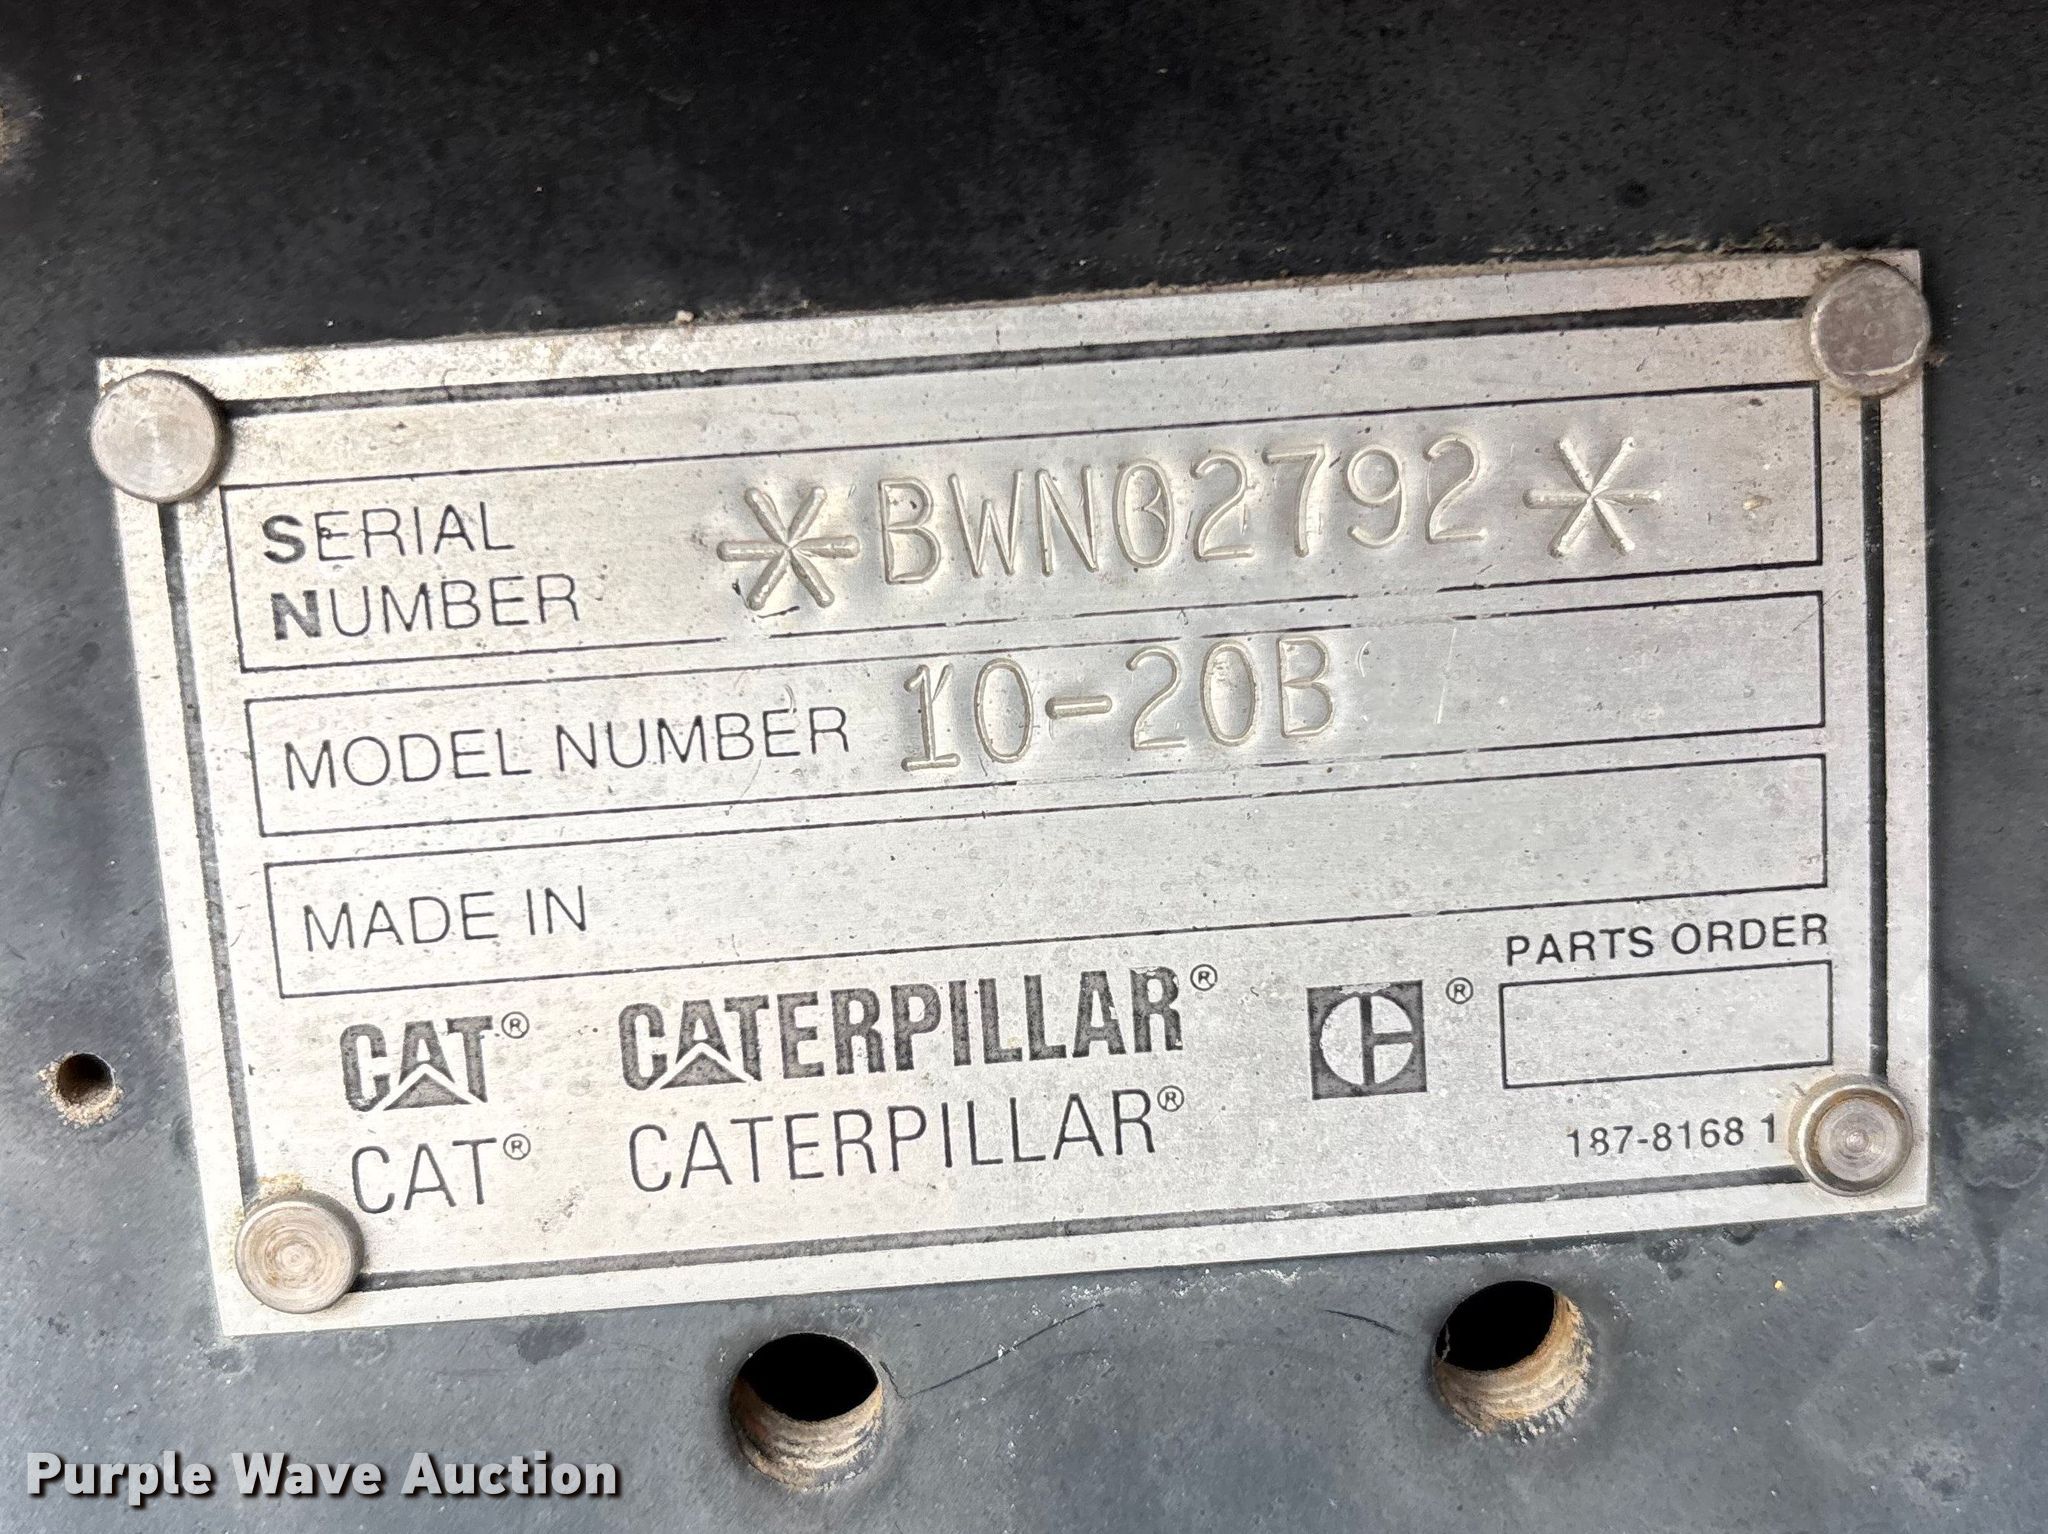 SERIAL
NUMBER *BWN02792*
MODEL NUMBER 10-20B
MADE IN
PARTS ORDER
CAT® CATERPILLAR® ®
CAT® CATERPILLAR®
187-8168 1
Purple Wave Auction